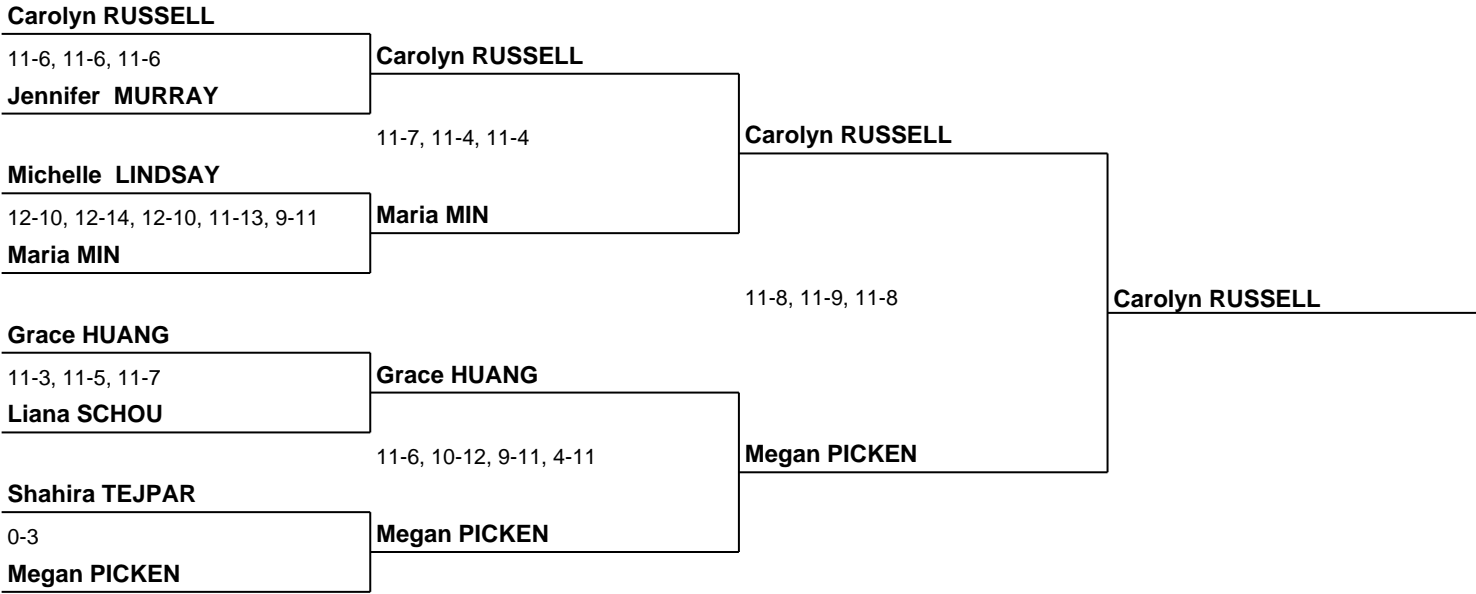 Carolyn RUSSELL
11-6, 11-6, 11-6
Carolyn RUSSELL
Jennifer  MURRAY
11-7, 11-4, 11-4
Carolyn RUSSELL
Michelle  LINDSAY
12-10, 12-14, 12-10, 11-13, 9-11
Maria MIN
Maria MIN
11-8, 11-9, 11-8
Carolyn RUSSELL
Grace HUANG
11-3, 11-5, 11-7
Grace HUANG
Liana SCHOU
11-6, 10-12, 9-11, 4-11
Megan PICKEN
Shahira TEJPAR
0-3
Megan PICKEN
Megan PICKEN